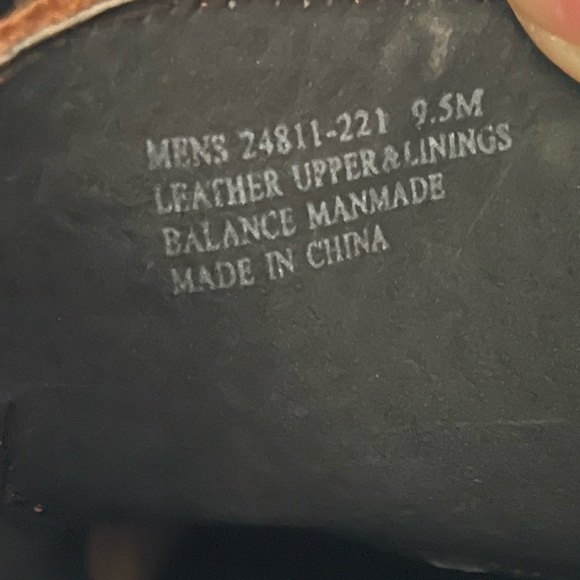 MENS 24811-221 9.5M
LEATHER UPPER&LININGS
BALANCE MANMADE
MADE IN CHINA